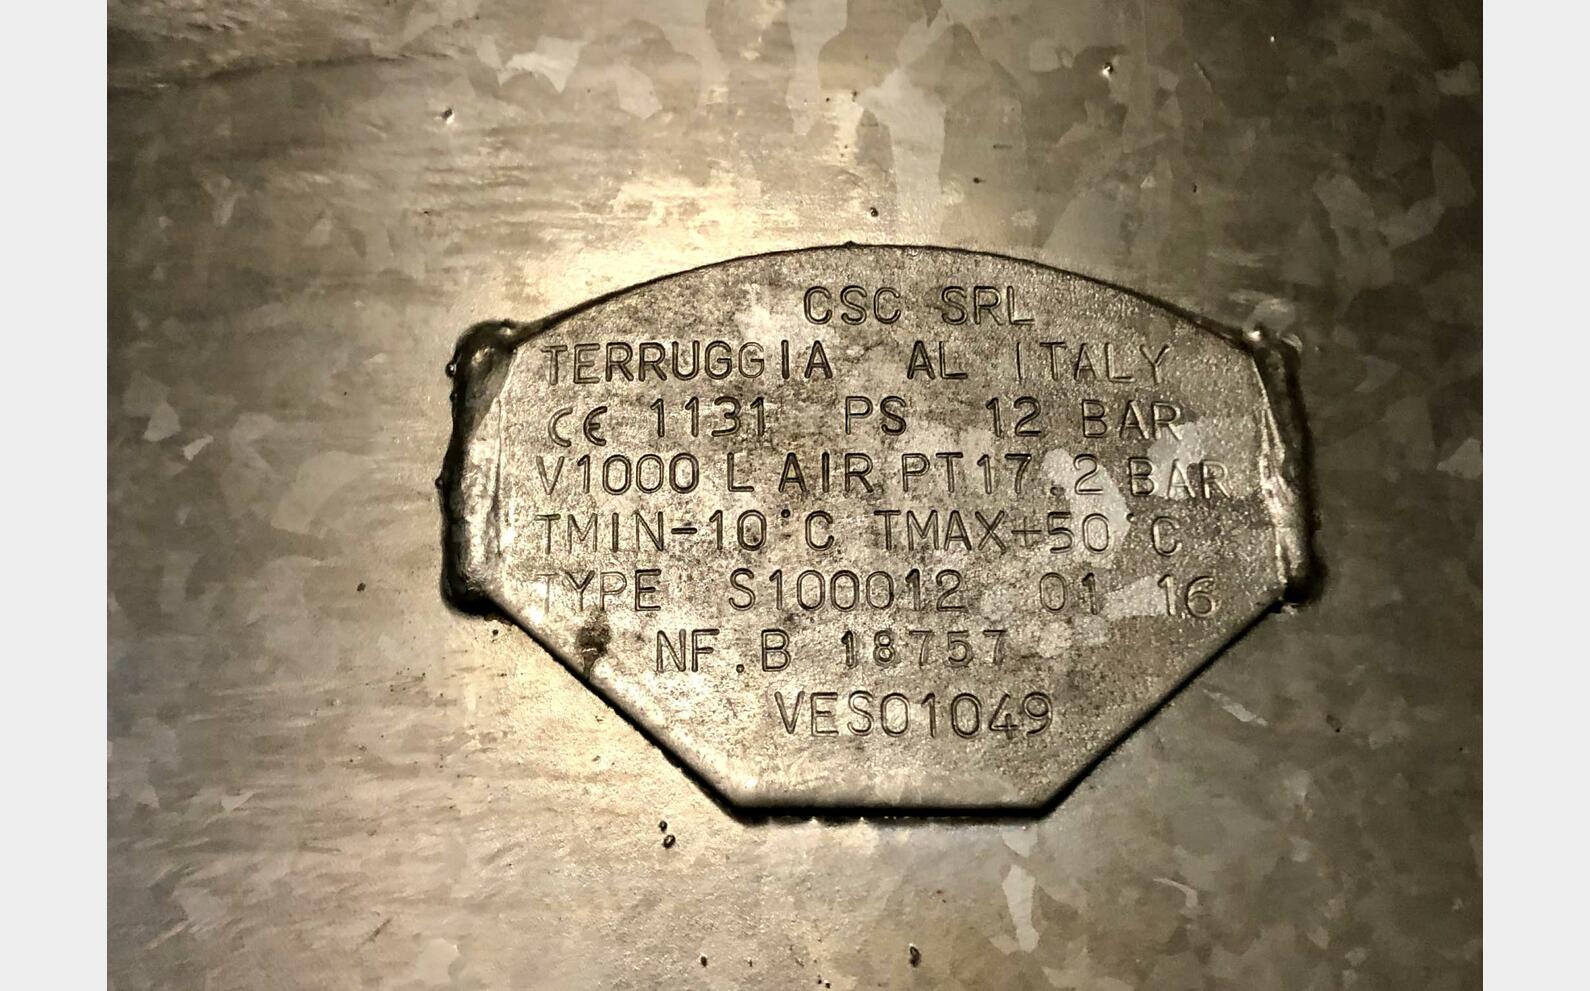 CSC SRL
TERRUGGIA AL ITALY
CE 1131 PS 12 BAR
V1000 L AIR PT17.2 BAR
TMIN-10°C TMAX+50°C
TYPE S100012 01 16
NF.B 18757
VES01049